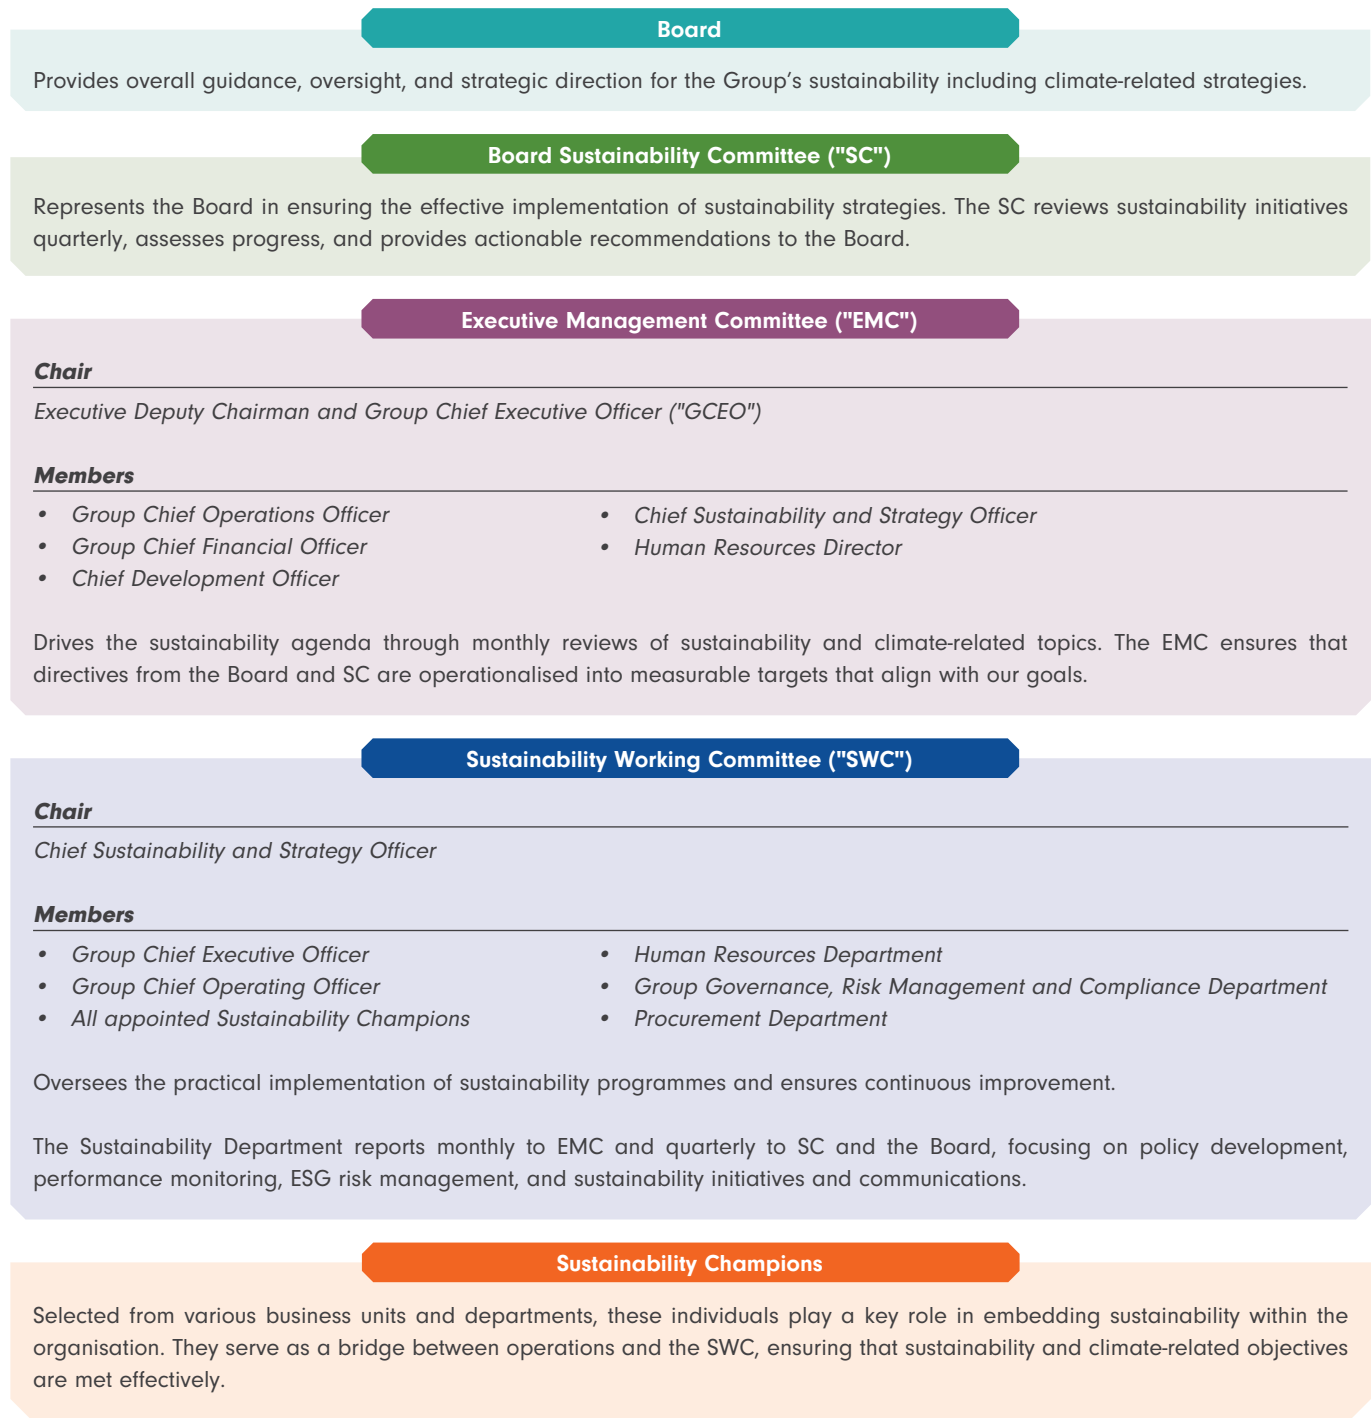 Board
Provides overall guidance, oversight, and strategic direction for the Group's sustainability including climate-related strategies.
Board Sustainability Committee ("SC")
Represents the Board in ensuring the effective implementation of sustainability strategies. The SC reviews sustainability initiatives
quarterly, assesses progress, and provides actionable recommendations to the Board.
Executive Management Committee ("EMC")
Chair
Executive Deputy Chairman and Group Chief Executive Officer ("GCEO")
Members
• Group Chief Operations Officer
• Group Chief Financial Officer
• Chief Development Officer
• Chief Sustainability and Strategy Officer
• Human Resources Director
Drives the sustainability agenda through monthly reviews of sustainability and climate-related topics. The EMC ensures that
directives from the Board and SC are operationalised into measurable targets that align with our goals.
Sustainability Working Committee ("SWC")
Chair
Chief Sustainability and Strategy Officer
Members
• Group Chief Executive Officer
• Group Chief Operating Officer
• All appointed Sustainability Champions
• Human Resources Department
• Group Governance, Risk Management and Compliance Department
• Procurement Department
Oversees the practical implementation of sustainability programmes and ensures continuous improvement.
The Sustainability Department reports monthly to EMC and quarterly to SC and the Board, focusing on policy development,
performance monitoring, ESG risk management, and sustainability initiatives and communications.
Sustainability Champions
Selected from various business units and departments, these individuals play a key role in embedding sustainability within the
organisation. They serve as a bridge between operations and the SWC, ensuring that sustainability and climate-related objectives
are met effectively.